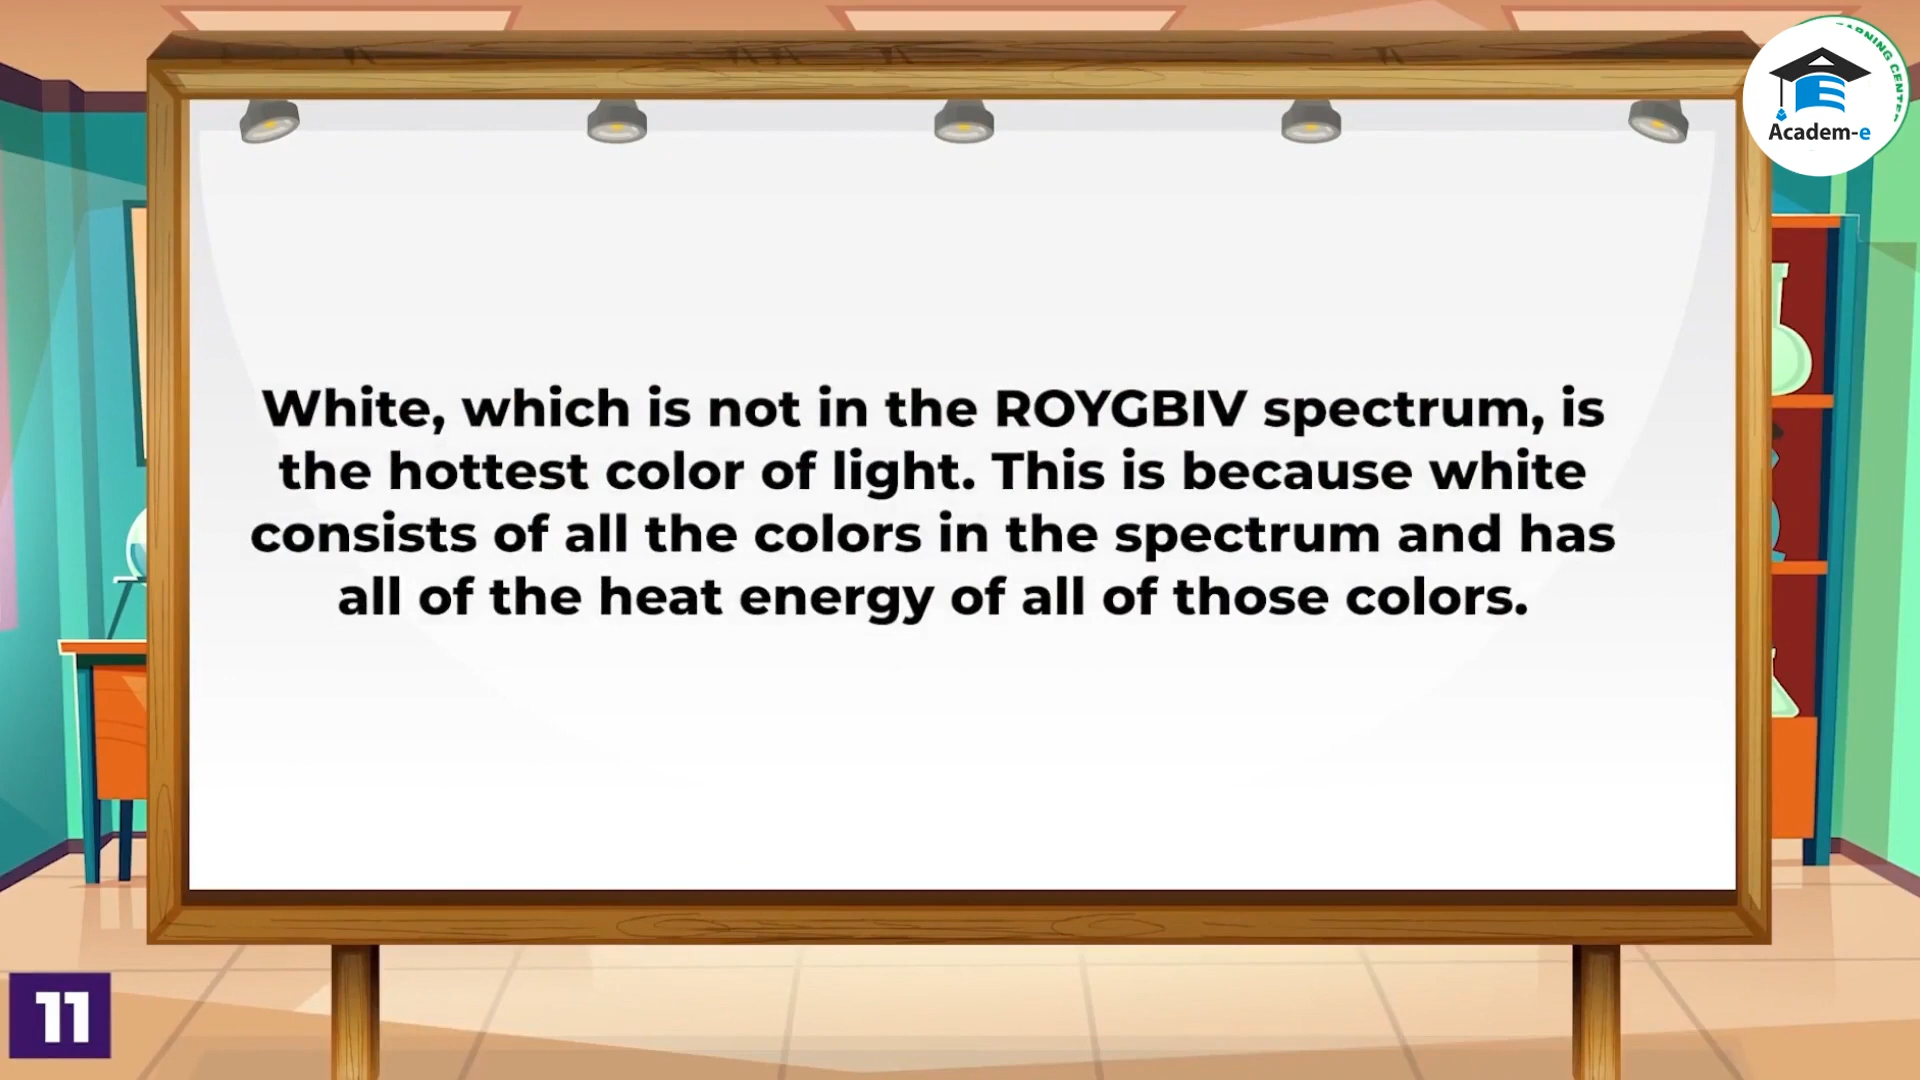 White, which is not in the ROYGBIV spectrum, is
the hottest color of light. This is because white
consists of all the colors in the spectrum and has
all of the heat energy of all of those colors.
Academ-e
11